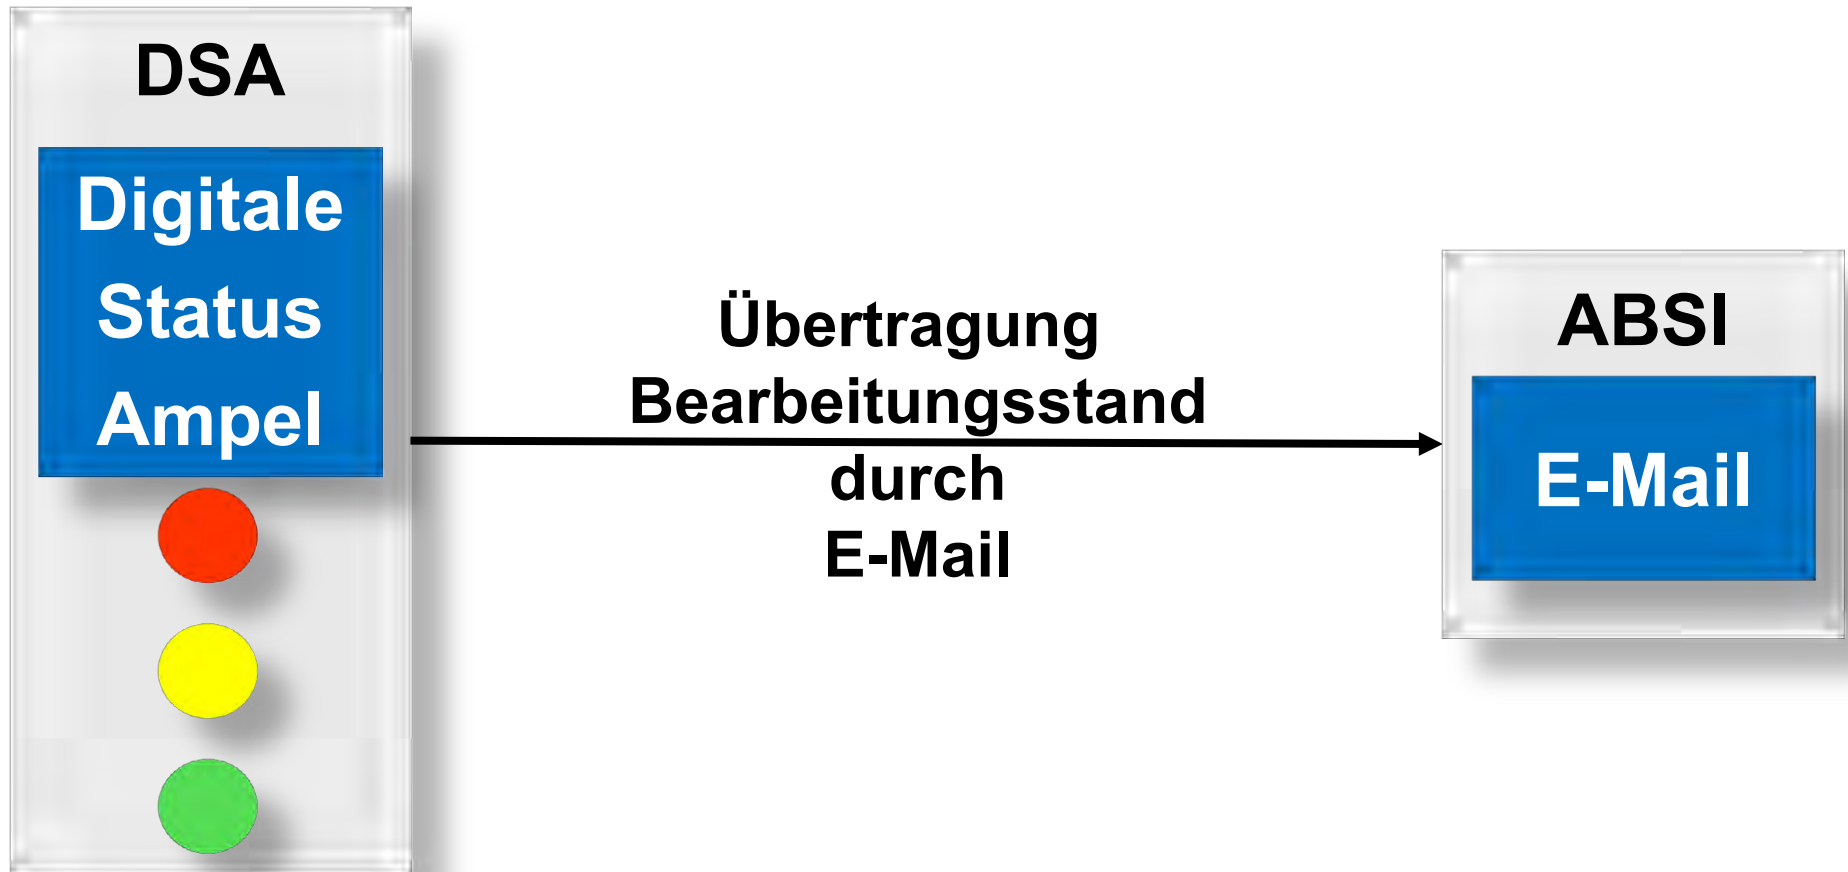 DSA
Digitale
Status
Ampel
Übertragung
Bearbeitungsstand
durch
E-Mail
ABSI
E-Mail